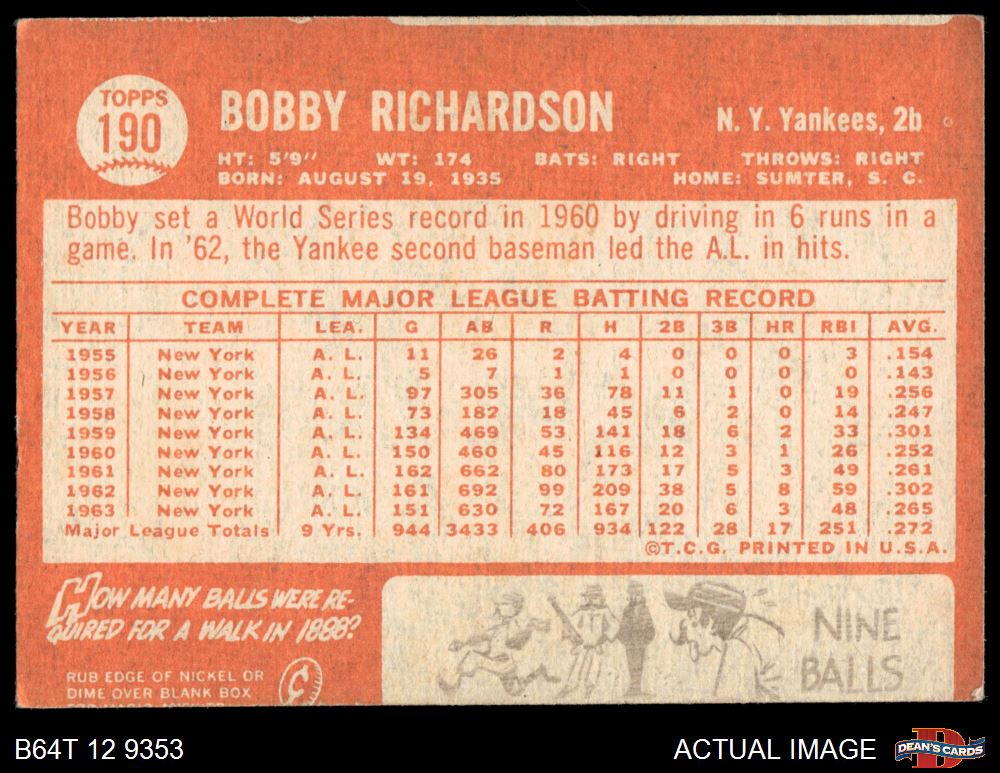 TOPPS
190
BOBBY RICHARDSON
N. Y. Yankees, 2b
HT: 5'9" WT: 174 BATS: RIGHT THROWS: RIGHT
BORN: AUGUST 19, 1935 HOME: SUMTER, S. C.
Bobby set a World Series record in 1960 by driving in 6 runs in a
game. In '62, the Yankee second baseman led the A.L. in hits.
COMPLETE MAJOR LEAGUE BATTING RECORD
YEAR TEAM LEA. G AB R H 2B 3B HR RBI AVG.
1955 New York A. L. 11 26 2 4 0 0 0 3 .154
1956 New York A. L. 5 7 1 1 0 0 0 0 .143
1957 New York A. L. 97 305 36 78 11 1 0 19 .256
1958 New York A. L. 73 182 18 45 6 2 0 14 .247
1959 New York A. L. 134 469 53 141 18 6 2 33 .301
1960 New York A. L. 150 460 45 116 12 3 1 26 .252
1961 New York A. L. 162 662 80 173 17 5 3 49 .261
1962 New York A. L. 161 692 99 209 38 5 8 59 .302
1963 New York A. L. 151 630 72 167 20 6 3 48 .265
Major League Totals 9 Yrs. 944 3433 406 934 122 28 17 251 .272
©T.C.G. PRINTED IN U.S.A.
HOW MANY BALLS WERE RE-
QUIRED FOR A WALK IN 1888?
RUB EDGE OF NICKEL OR
DIME OVER BLANK BOX
NINE
BALLS
B64T 12 9353
ACTUAL IMAGE
DEAN'S CARDS